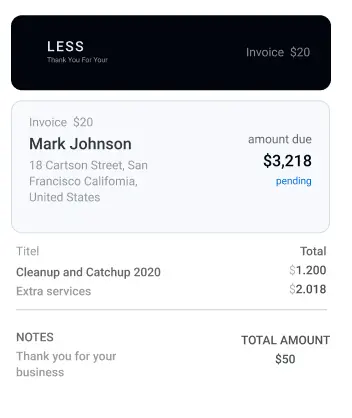 LESS
Thank You For Your
Invoice $20
Invoice $20
Mark Johnson
18 Cartson Street, San
Francisco Califomia,
United States
amount due
$3,218
pending
Titel
Total
Cleanup and Catchup 2020
$1.200
Extra services
$2.018
NOTES
Thank you for your
business
TOTAL AMOUNT
$50